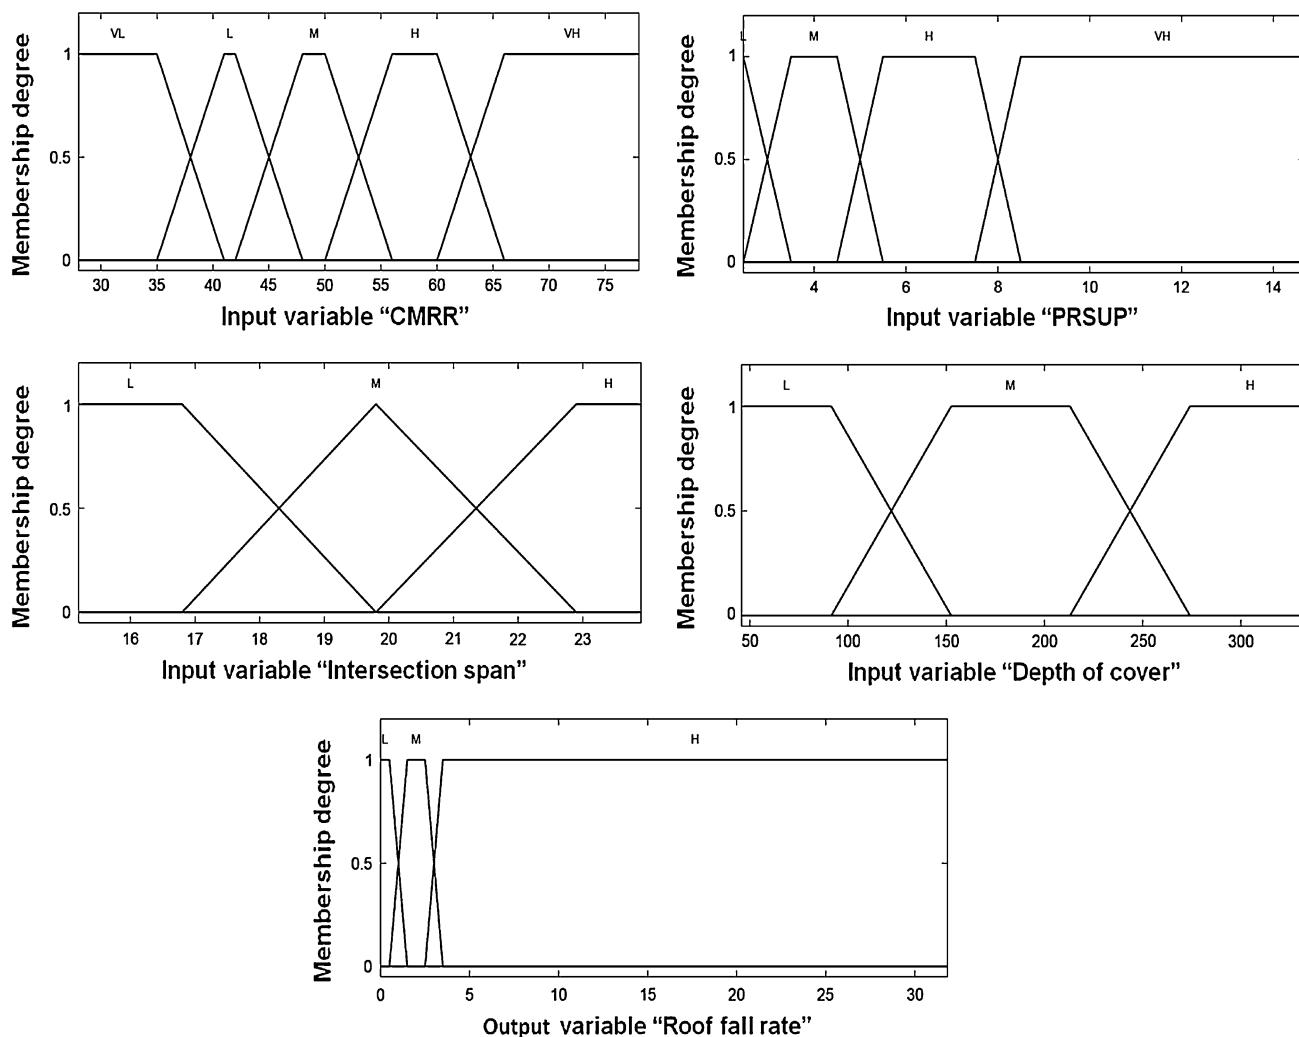 VL L M H VH
1
0.5
0
Membership degree
30 35 40 45 50 55 60 65 70 75
Input variable “CMRR”
L M H VH
1
0.5
0
Membership degree
4 6 8 10 12 14
Input variable “PRSUP”
L M H
1
0.5
0
Membership degree
16 17 18 19 20 21 22 23
Input variable “Intersection span”
L M H
1
0.5
0
Membership degree
50 100 150 200 250 300
Input variable “Depth of cover”
L M H
1
0.5
0
Membership degree
0 5 10 15 20 25 30
Output variable “Roof fall rate”